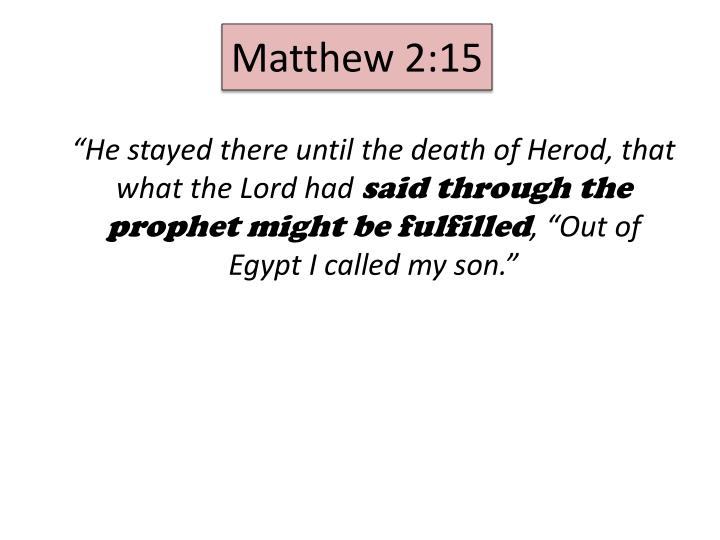 Matthew 2:15
“He stayed there until the death of Herod, that
what the Lord had said through the
prophet might be fulfilled, “Out of
Egypt I called my son.”